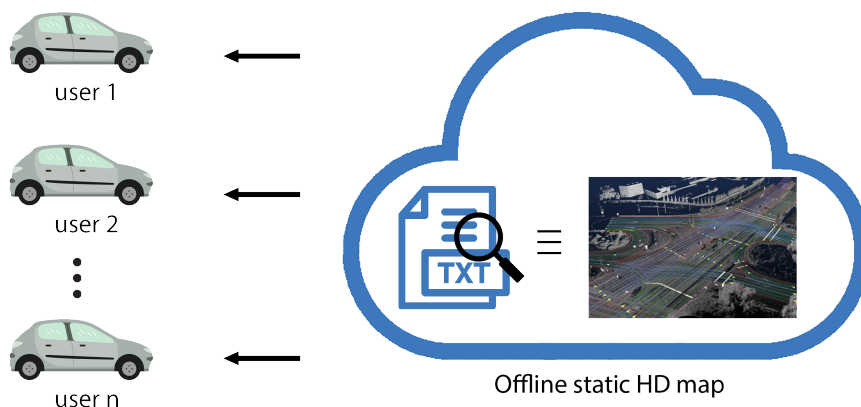 user 1
user 2
user n
TXT
Offline static HD map